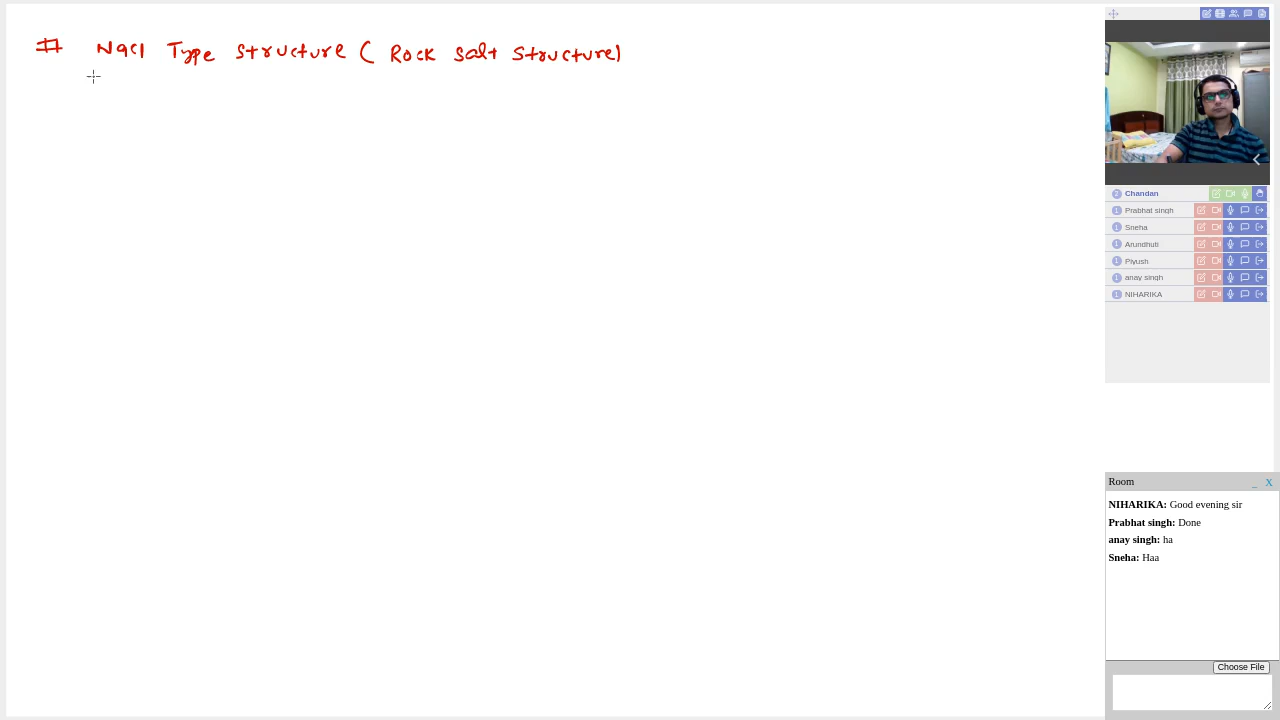 # Nacl Type structure ( Rock salt structure)
Chandan
Prabhat singh
Sneha
Arundhuti
Piyush
anay singh
NIHARIKA
Room _ X
NIHARIKA: Good evening sir
Prabhat singh: Done
anay singh: ha
Sneha: Haa
Choose File